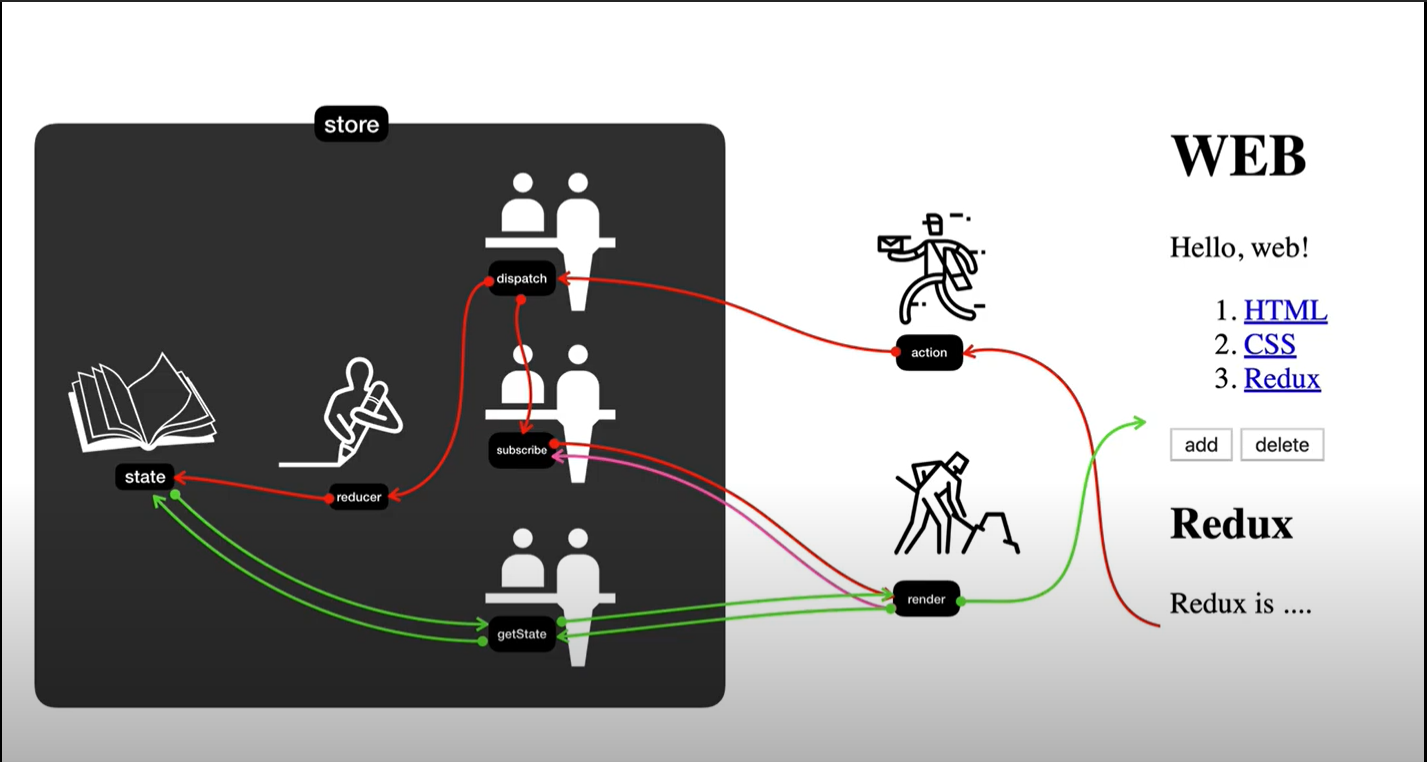 store
dispatch
subscribe
state
reducer
getState
action
render
WEB
Hello, web!
1. HTML
2. CSS
3. Redux
add delete
Redux
Redux is ....